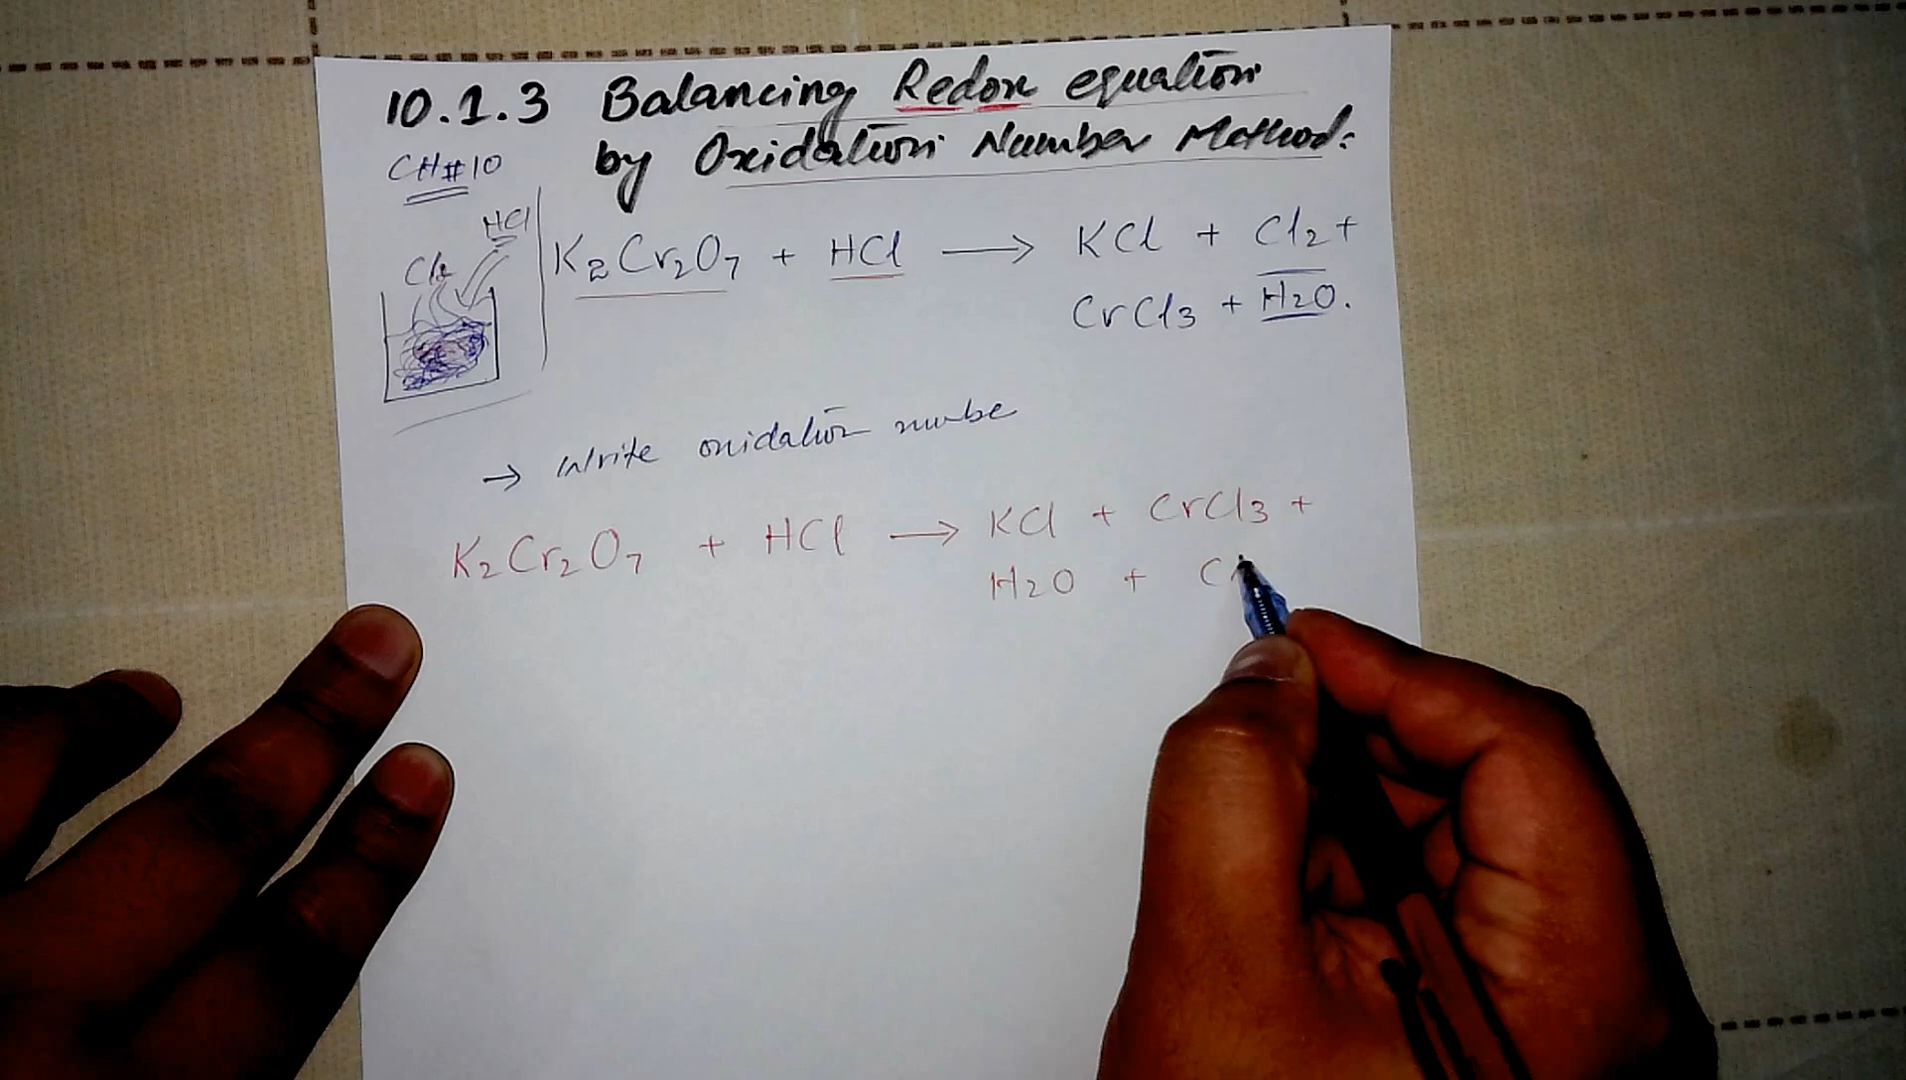 10.1.3 Balancing Redox equation
by Oxidation Number Method:
CH#10
HCl
Cl2
K2Cr2O7 + HCl → KCl + Cl2 +
CrCl3 + H2O.
→ Write oxidation numbe
K2Cr2O7 + HCl → KCl + CrCl3 +
H2O + C